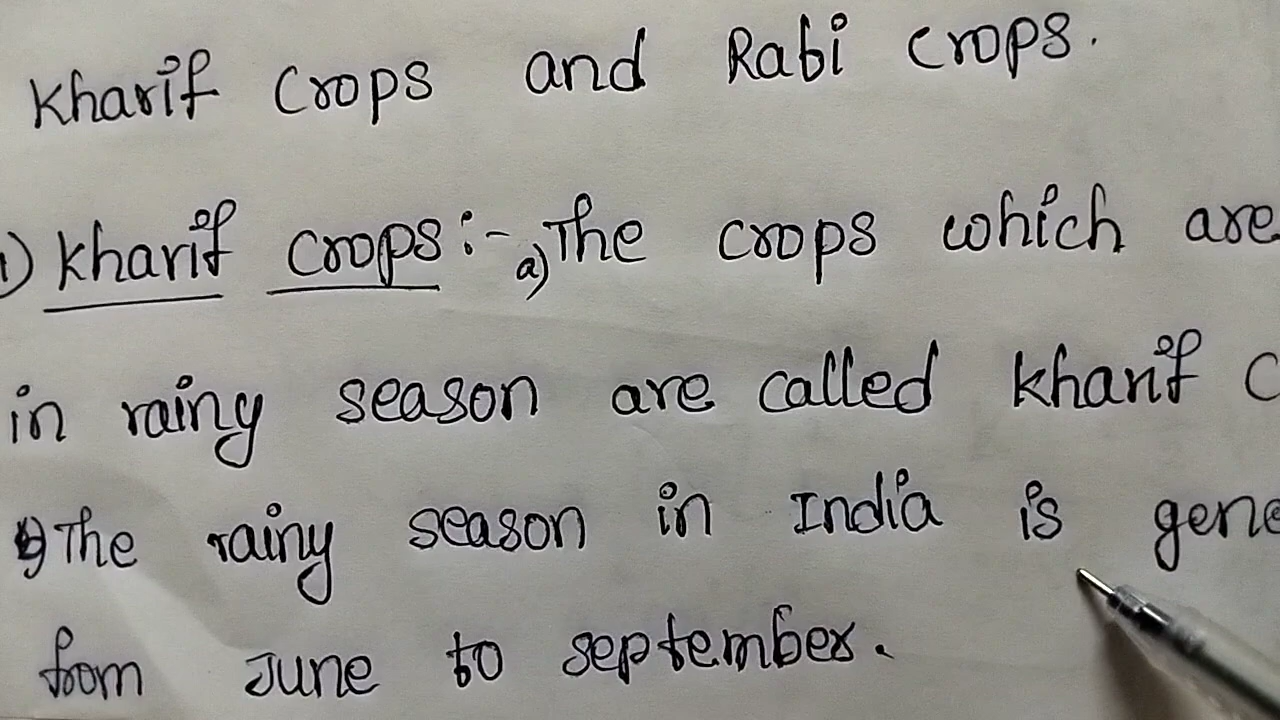 Kharif Crops and Rabi Crops.
1) Kharif crops :- a) The crops which are
in rainy season are called Kharif C
b) The rainy season in India is gene
from June to september.